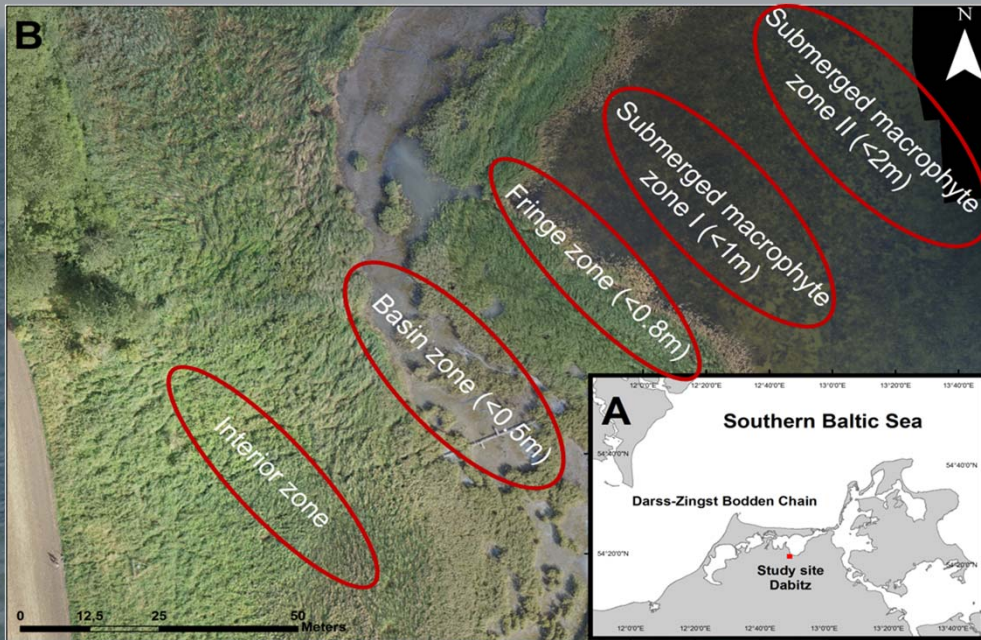 B
N
Submerged macrophyte
zone II (<2m)
Submerged macrophyte
zone I (<1m)
Fringe zone (<0.8m)
Basin zone (<0.5m)
Interior zone
0 12,5 25 50
Meters
A
12°0'0"E 12°20'0"E 12°40'0"E 13°0'0"E 13°20'0"E 13°40'0"E
Southern Baltic Sea
54°40'0"N
54°40'0"N
Darss-Zingst Bodden Chain
54°20'0"N
54°20'0"N
Study site
Dabitz
12°0'0"E 12°20'0"E 12°40'0"E 13°0'0"E 13°20'0"E 13°40'0"E